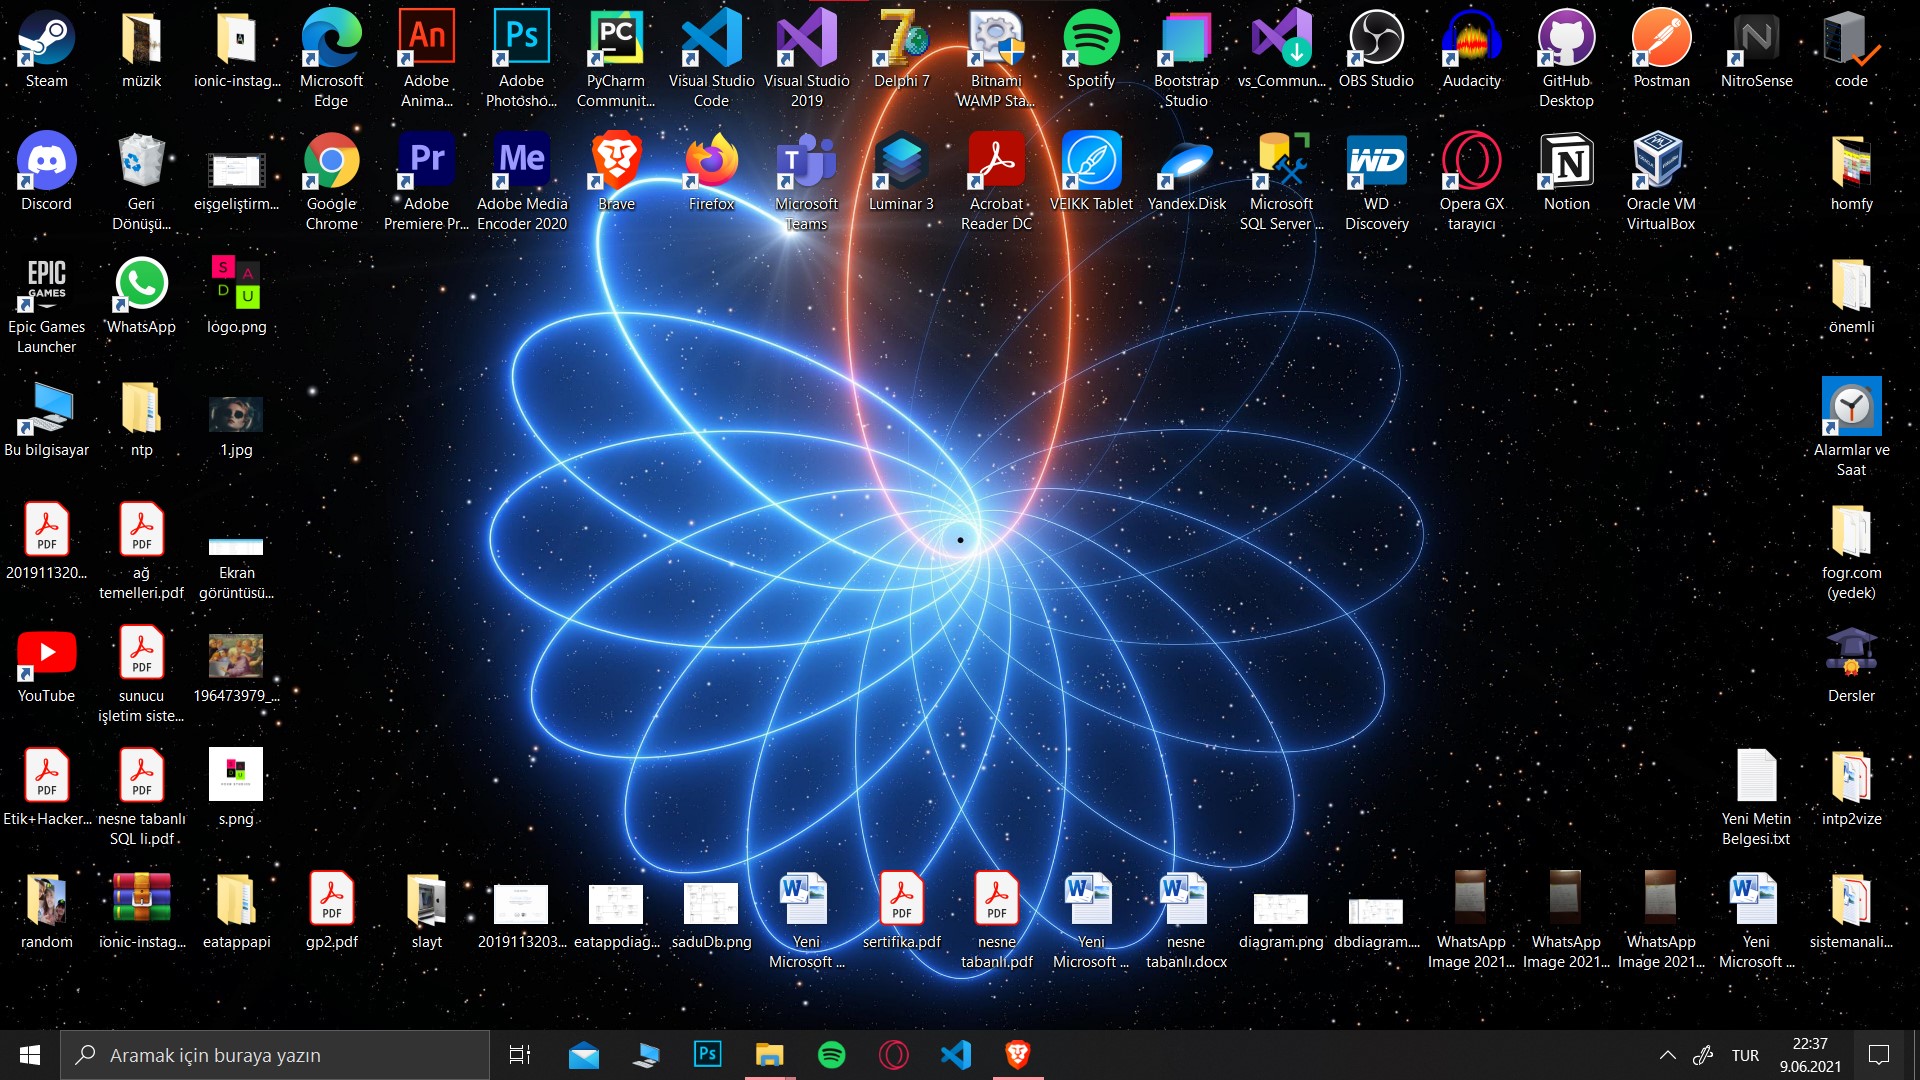 Steam
müzik
ionic-instag...
Microsoft
Edge
Adobe
Anima...
Adobe
Photosho...
PyCharm
Communit...
Visual Studio
Code
Visual Studio
2019
Delphi 7
Bitnami
WAMP Sta...
Spotify
Bootstrap
Studio
vs_Commun...
OBS Studio
Audacity
GitHub
Desktop
Postman
NitroSense
code
Discord
Geri
Dönüşü...
eişgeliştirm...
Google
Chrome
Adobe
Premiere Pr...
Adobe Media
Encoder 2020
Brave
Firefox
Microsoft
Teams
Luminar 3
Acrobat
Reader DC
VEIKK Tablet
Yandex.Disk
Microsoft
SQL Server ...
WD
Discovery
Opera GX
tarayıcı
Notion
Oracle VM
VirtualBox
homfy
Epic Games
Launcher
WhatsApp
logo.png
önemli
Bu bilgisayar
ntp
1.jpg
Alarmlar ve
Saat
201911320...
ağ
temelleri.pdf
Ekran
görüntüsü...
fogr.com
(yedek)
YouTube
sunucu
işletim siste...
196473979_...
Dersler
Etik+Hacker...
nesne tabanlı
SQL li.pdf
s.png
Yeni Metin
Belgesi.txt
intp2vize
random
ionic-instag...
eatappapi
gp2.pdf
slayt
2019113203...
eatappdiag...
saduDb.png
Yeni
Microsoft ...
sertifika.pdf
nesne
tabanlı.pdf
Yeni
Microsoft ...
nesne
tabanlı.docx
diagram.png
dbdiagram....
WhatsApp
Image 2021...
WhatsApp
Image 2021...
WhatsApp
Image 2021...
Yeni
Microsoft ...
sistemanali...
Aramak için buraya yazın
TUR
22:37
9.06.2021